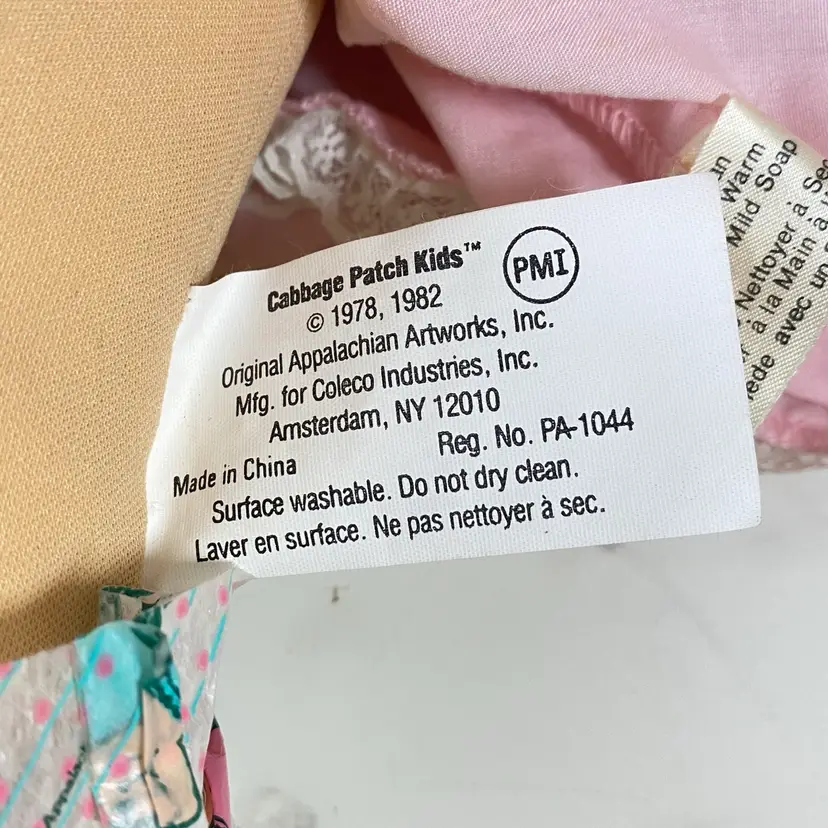 Cabbage Patch Kids™ PMI
© 1978, 1982
Original Appalachian Artworks, Inc.
Mfg. for Coleco Industries, Inc.
Amsterdam, NY 12010
Reg. No. PA-1044
Made in China
Surface washable. Do not dry clean.
Laver en surface. Ne pas nettoyer à sec.
Warm
Mild Soap
Nettoyer à
à la Main à
avec un